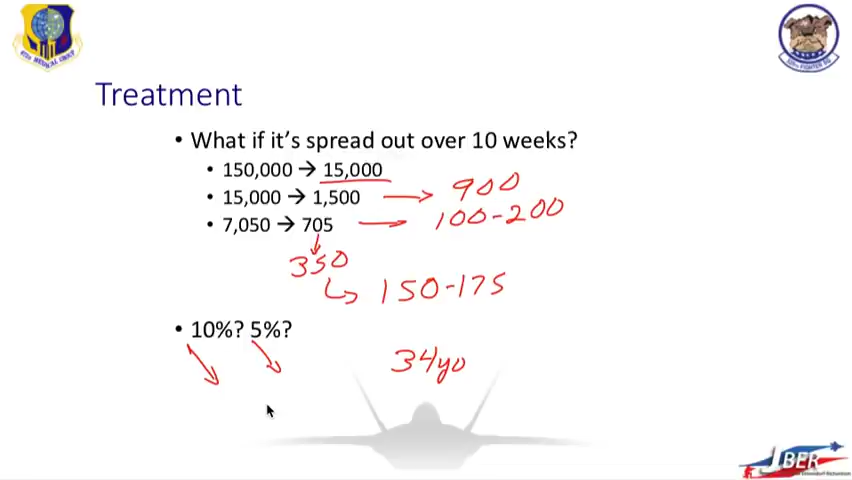 Treatment
• What if it's spread out over 10 weeks?
• 150,000 → 15,000
• 15,000 → 1,500 → 900
• 7,050 → 705 → 100-200
350
150-175
• 10%? 5%?
34yo
JBER